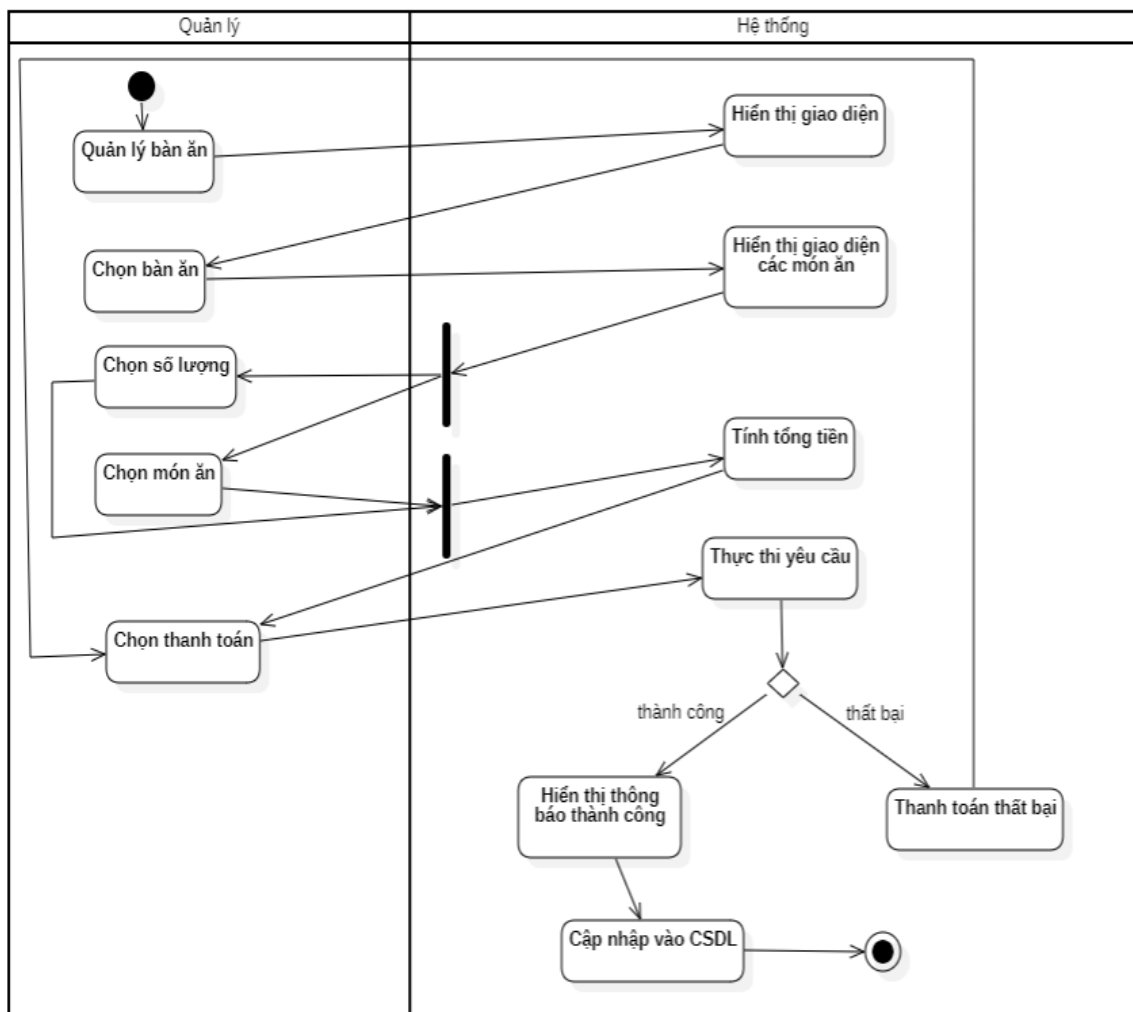 Quản lý
Hệ thống
Hiển thị giao diện
Quản lý bàn ăn
Hiển thị giao diện
các món ăn
Chọn bàn ăn
Chọn số lượng
Tính tổng tiền
Chọn món ăn
Thực thi yêu cầu
Chọn thanh toán
thành công
thất bại
Hiển thị thông
báo thành công
Thanh toán thất bại
Cập nhập vào CSDL